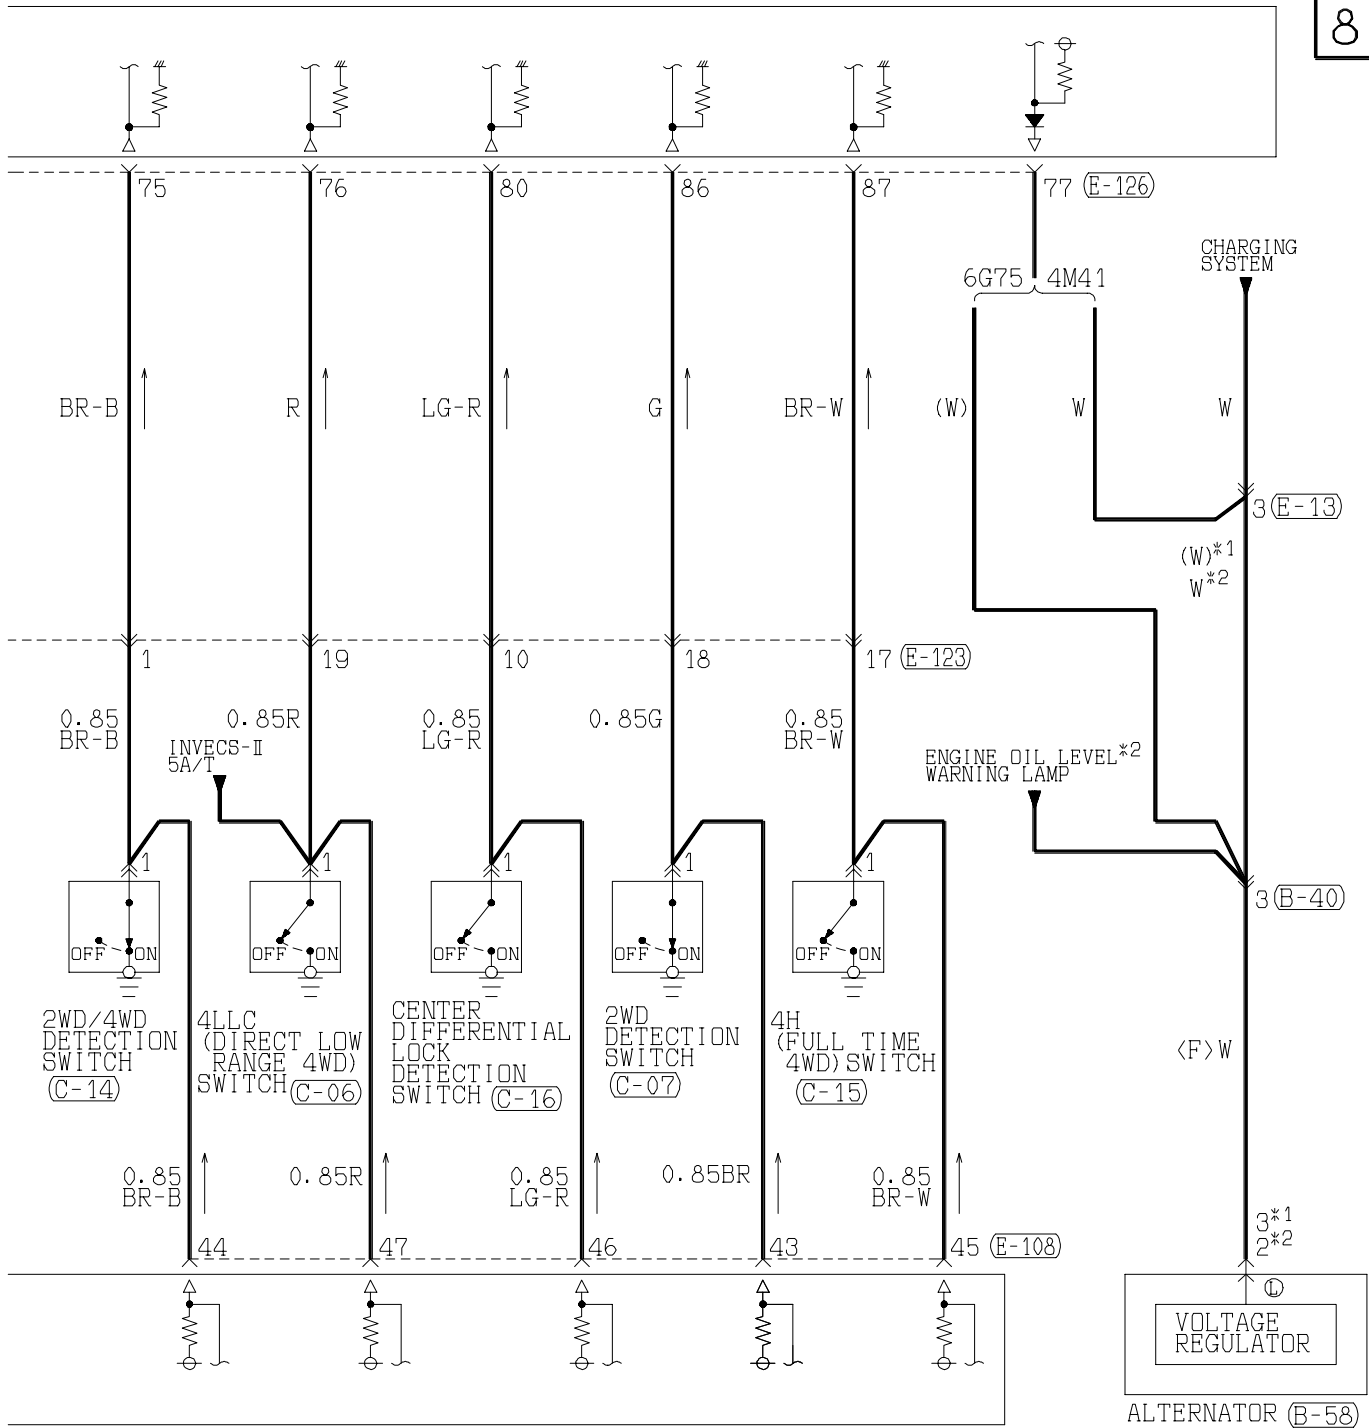 8
75
76
80
86
87
77 (E-126)
CHARGING
SYSTEM
6G75
4M41
BR-B
R
LG-R
G
BR-W
(W)
W
W
3 (E-13)
(W)*1
W*2
1
19
10
18
17 (E-123)
0.85
BR-B
0.85R
0.85
LG-R
0.85G
0.85
BR-W
INVECS-II
5A/T
ENGINE OIL LEVEL*2
WARNING LAMP
1
1
1
1
1
3 (B-40)
OFF ON
OFF ON
OFF ON
OFF ON
OFF ON
2WD/4WD
DETECTION
SWITCH
(C-14)
4LLC
(DIRECT LOW
RANGE 4WD)
SWITCH (C-06)
CENTER
DIFFERENTIAL
LOCK
DETECTION
SWITCH (C-16)
2WD
DETECTION
SWITCH
(C-07)
4H
(FULL TIME
4WD) SWITCH
(C-15)
<F>W
0.85
BR-B
0.85R
0.85
LG-R
0.85BR
0.85
BR-W
44
47
46
43
45 (E-108)
3*1
2*2
L
VOLTAGE
REGULATOR
ALTERNATOR (B-58)